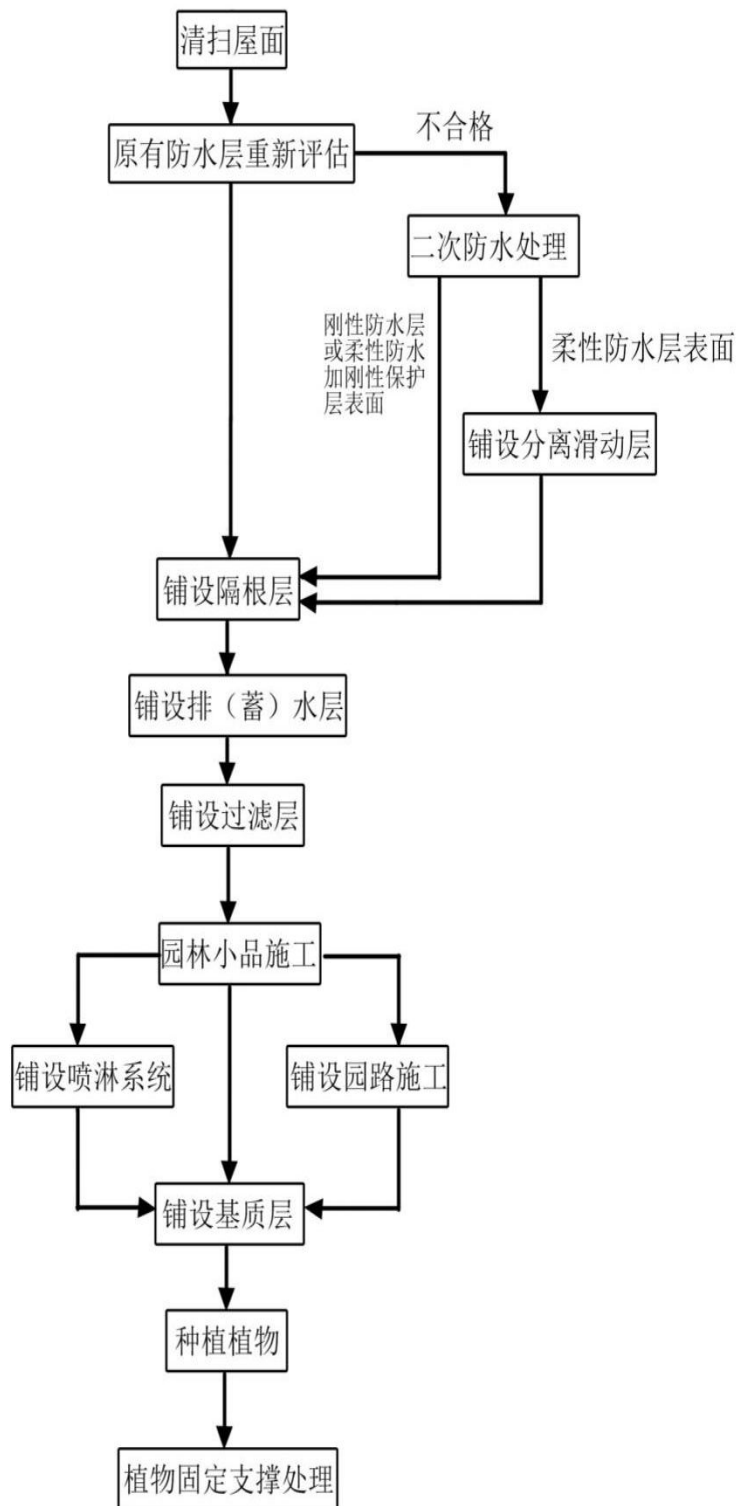 清扫屋面
不合格
原有防水层重新评估
二次防水处理
刚性防水层
或柔性防水
加刚性保护
层表面
柔性防水层表面
铺设分离滑动层
铺设隔根层
铺设排（蓄）水层
铺设过滤层
园林小品施工
铺设喷淋系统
铺设园路施工
铺设基质层
种植植物
植物固定支撑处理